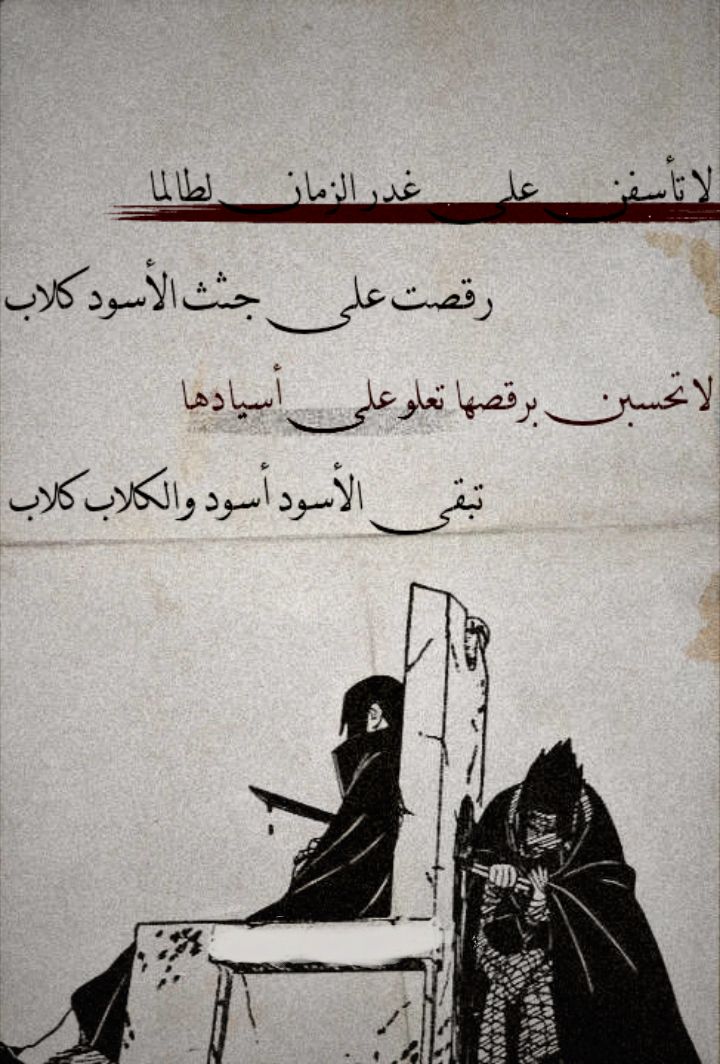 لا تأسفن على غدر الزمان لطالما
رقصت على جثث الأسود كلاب
لا تحسبن برقصها تعلو على أسيادها
تبقى الأسود أسود والكلاب كلاب